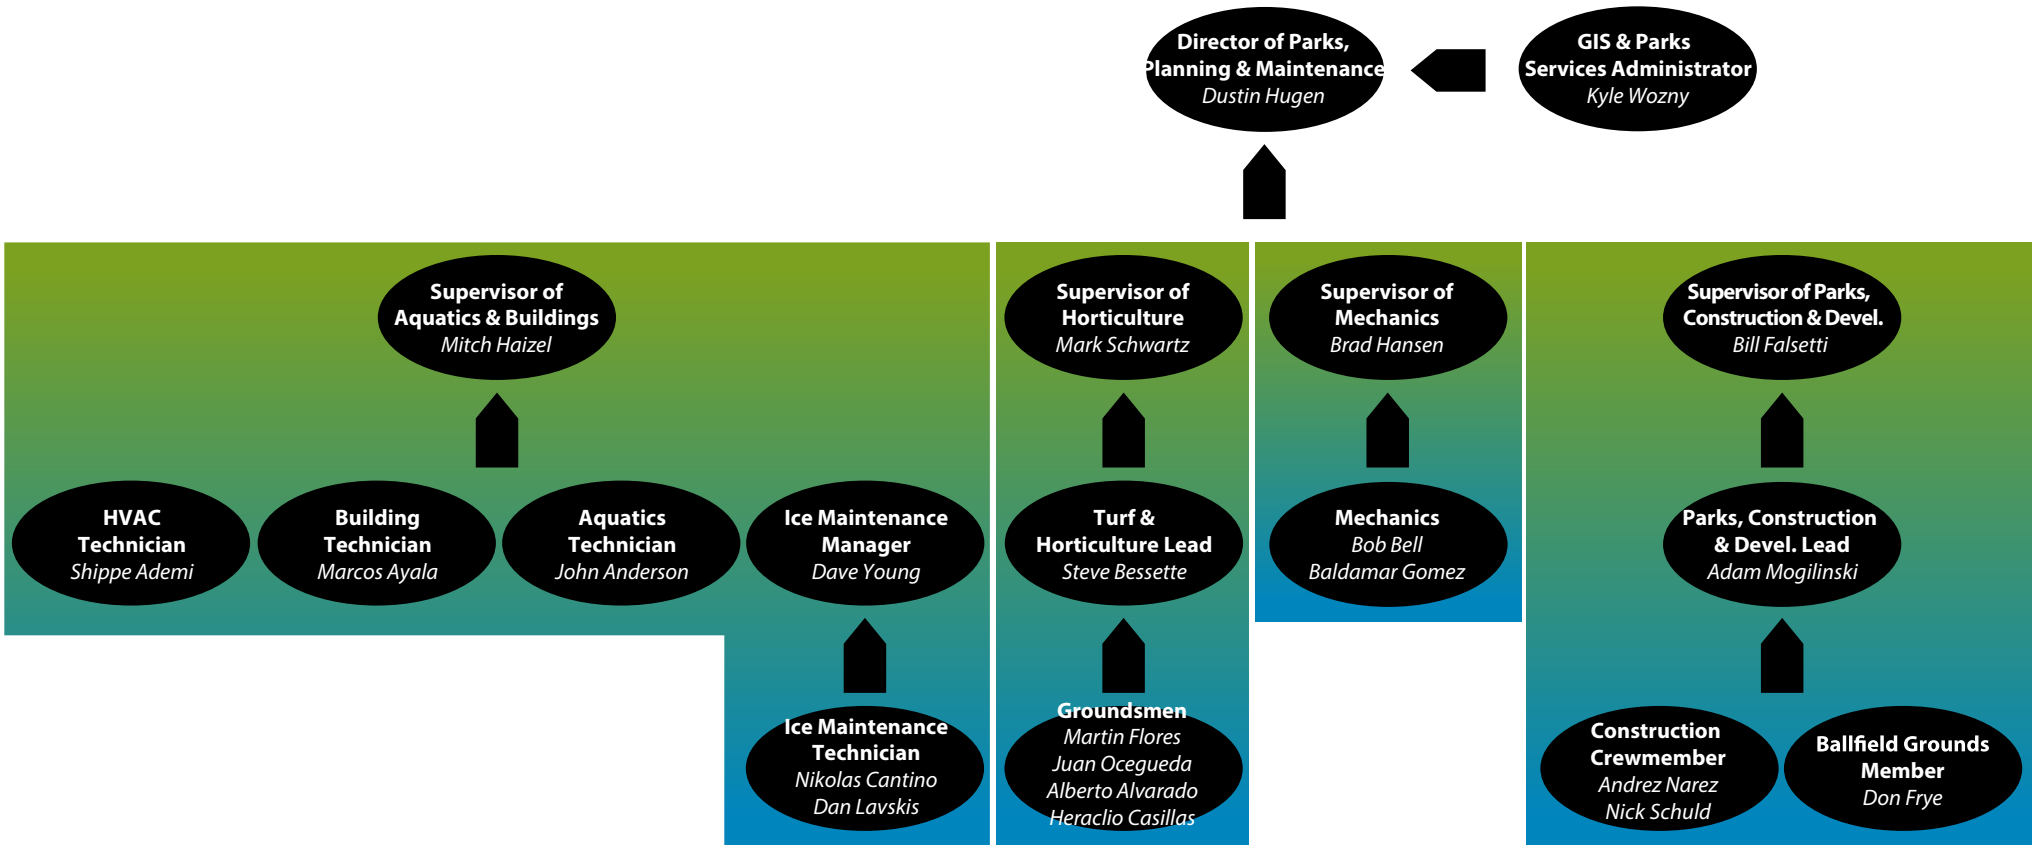 Director of Parks,
Planning & Maintenance
Dustin Hugen
GIS & Parks
Services Administrator
Kyle Wozny
Supervisor of
Aquatics & Buildings
Mitch Haizel
Supervisor of
Horticulture
Mark Schwartz
Supervisor of
Mechanics
Brad Hansen
Supervisor of Parks,
Construction & Devel.
Bill Falsetti
HVAC
Technician
Shippe Ademi
Building
Technician
Marcos Ayala
Aquatics
Technician
John Anderson
Ice Maintenance
Manager
Dave Young
Turf &
Horticulture Lead
Steve Bessette
Mechanics
Bob Bell
Baldamar Gomez
Parks, Construction
& Devel. Lead
Adam Mogilinski
Ice Maintenance
Technician
Nikolas Cantino
Dan Lavskis
Groundsmen
Martin Flores
Juan Ocegueda
Alberto Alvarado
Heraclio Casillas
Construction
Crewmember
Andrez Narez
Nick Schuld
Ballfield Grounds
Member
Don Frye